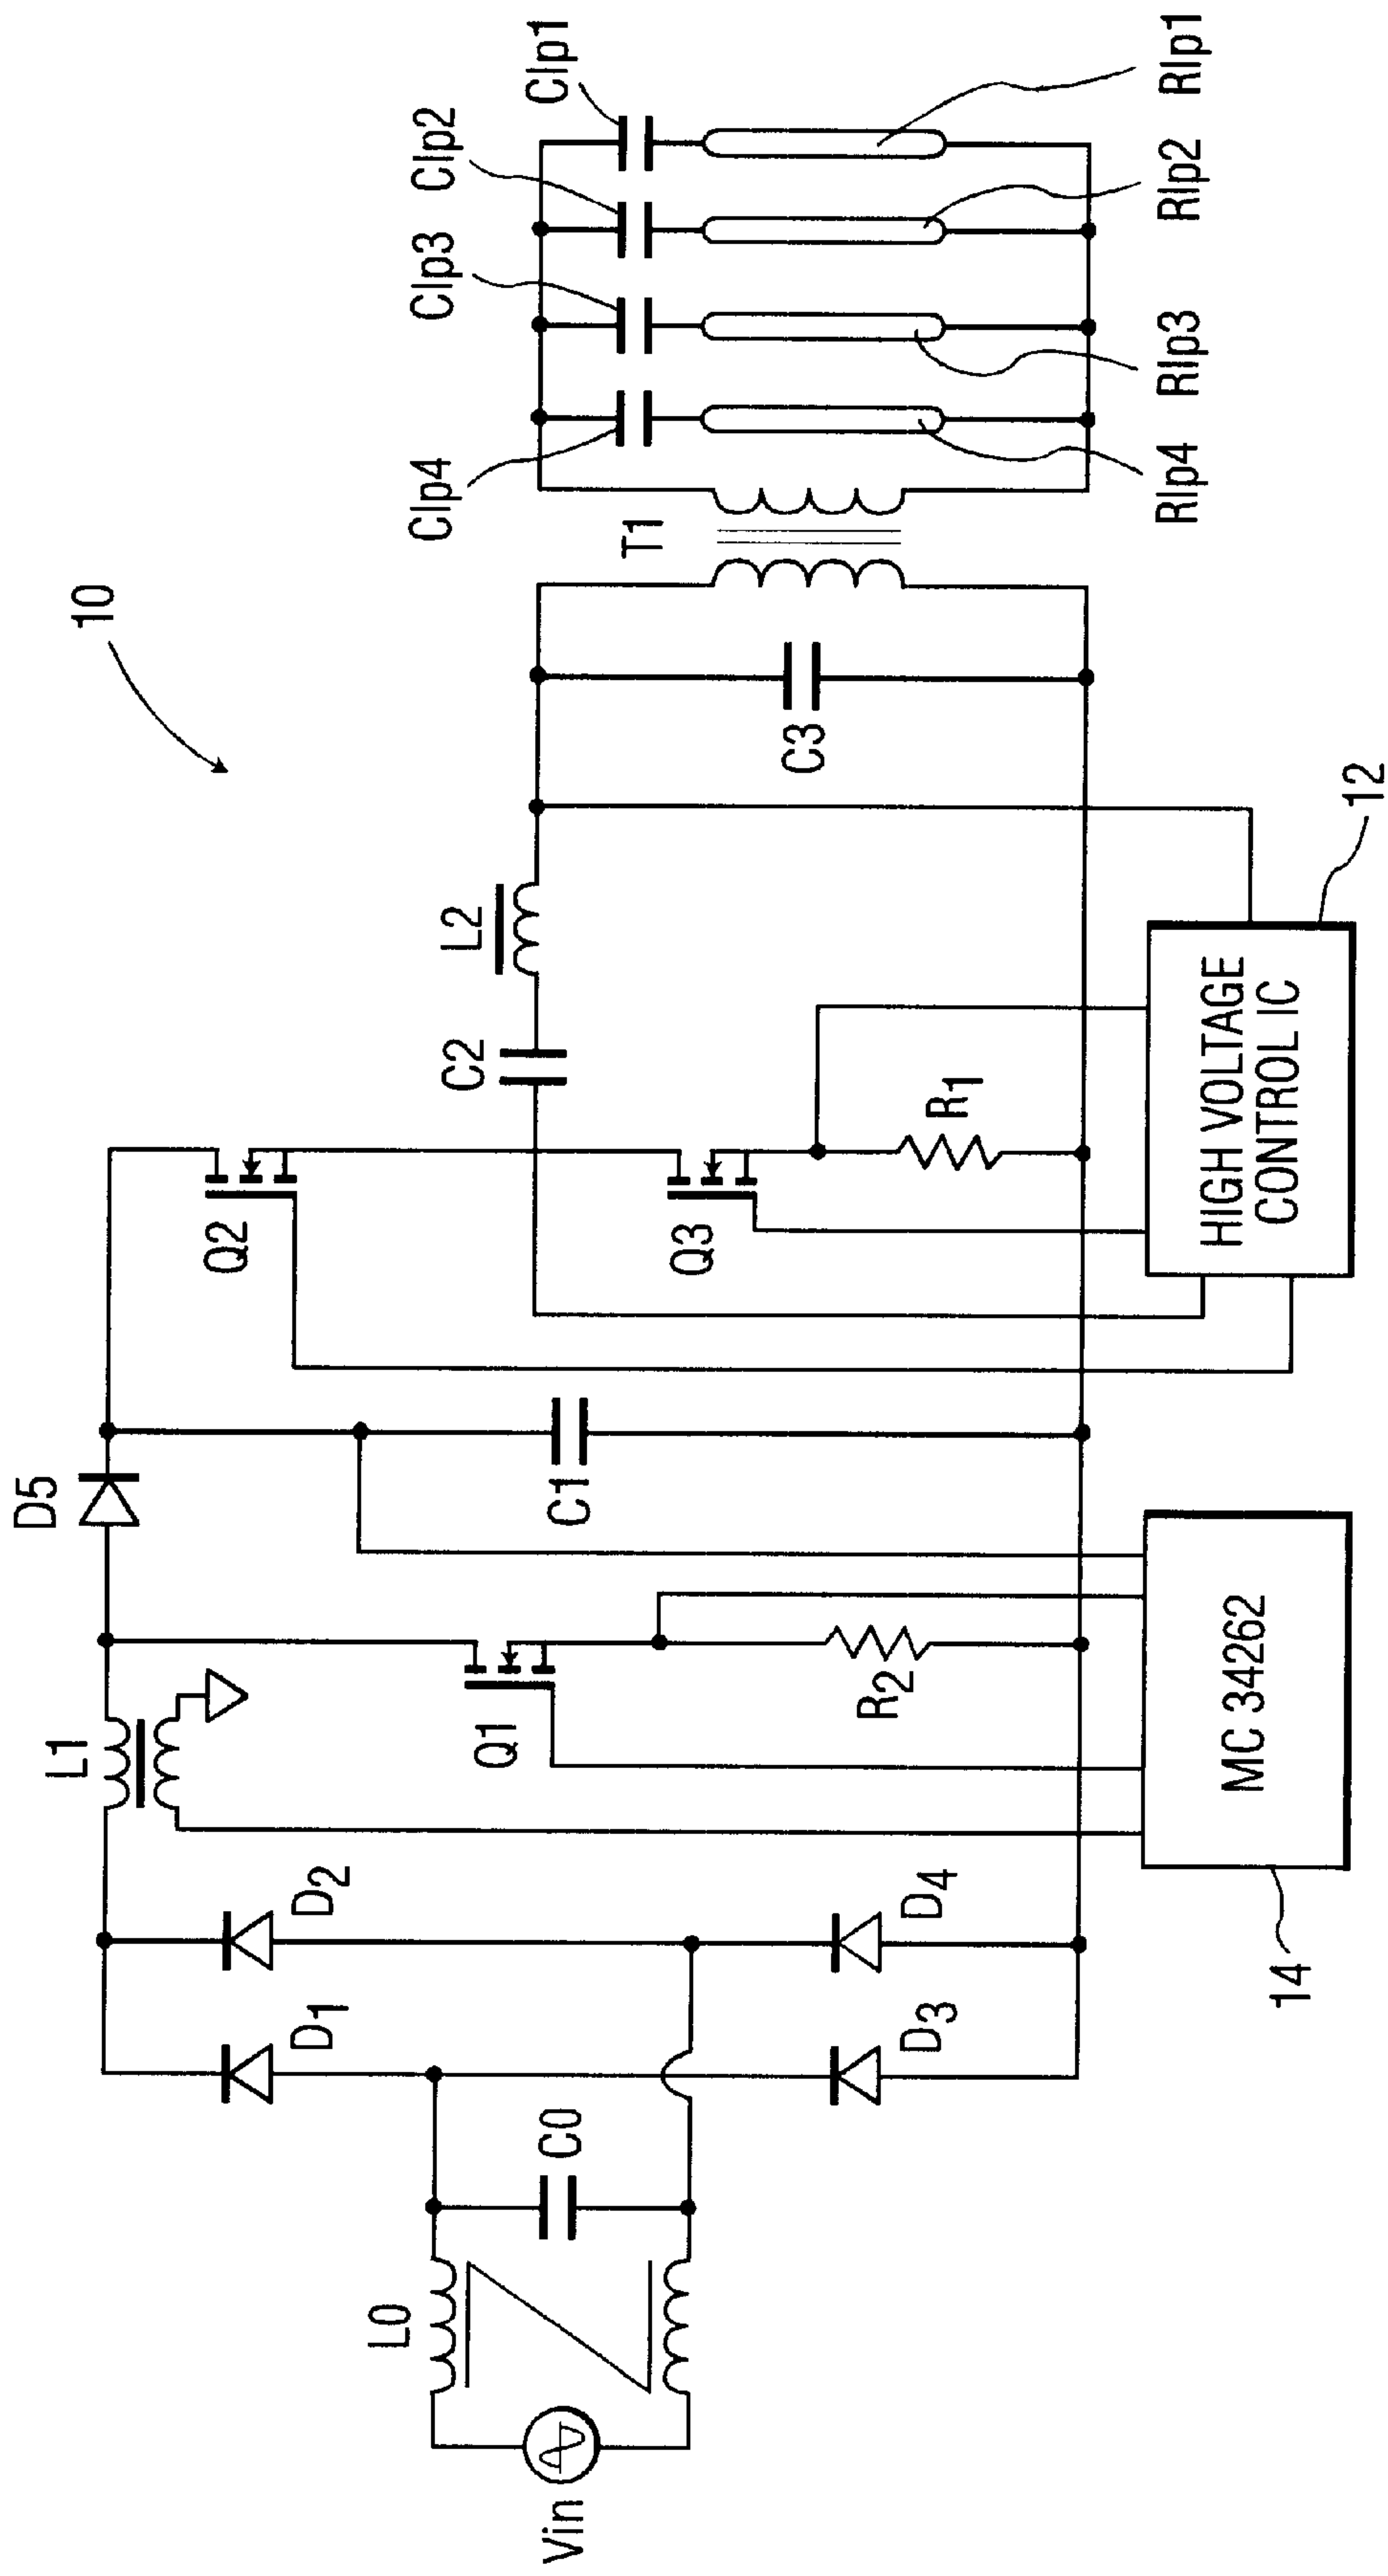 10
Vin
L0
C0
D1
D2
D3
D4
L1
Q1
R2
D5
C1
MC 34262
14
Q2
Q3
R1
C2
L2
C3
HIGH VOLTAGE
CONTROL IC
12
T1
Clp4
Clp3
Clp2
Clp1
Rlp4
Rlp3
Rlp2
Rlp1